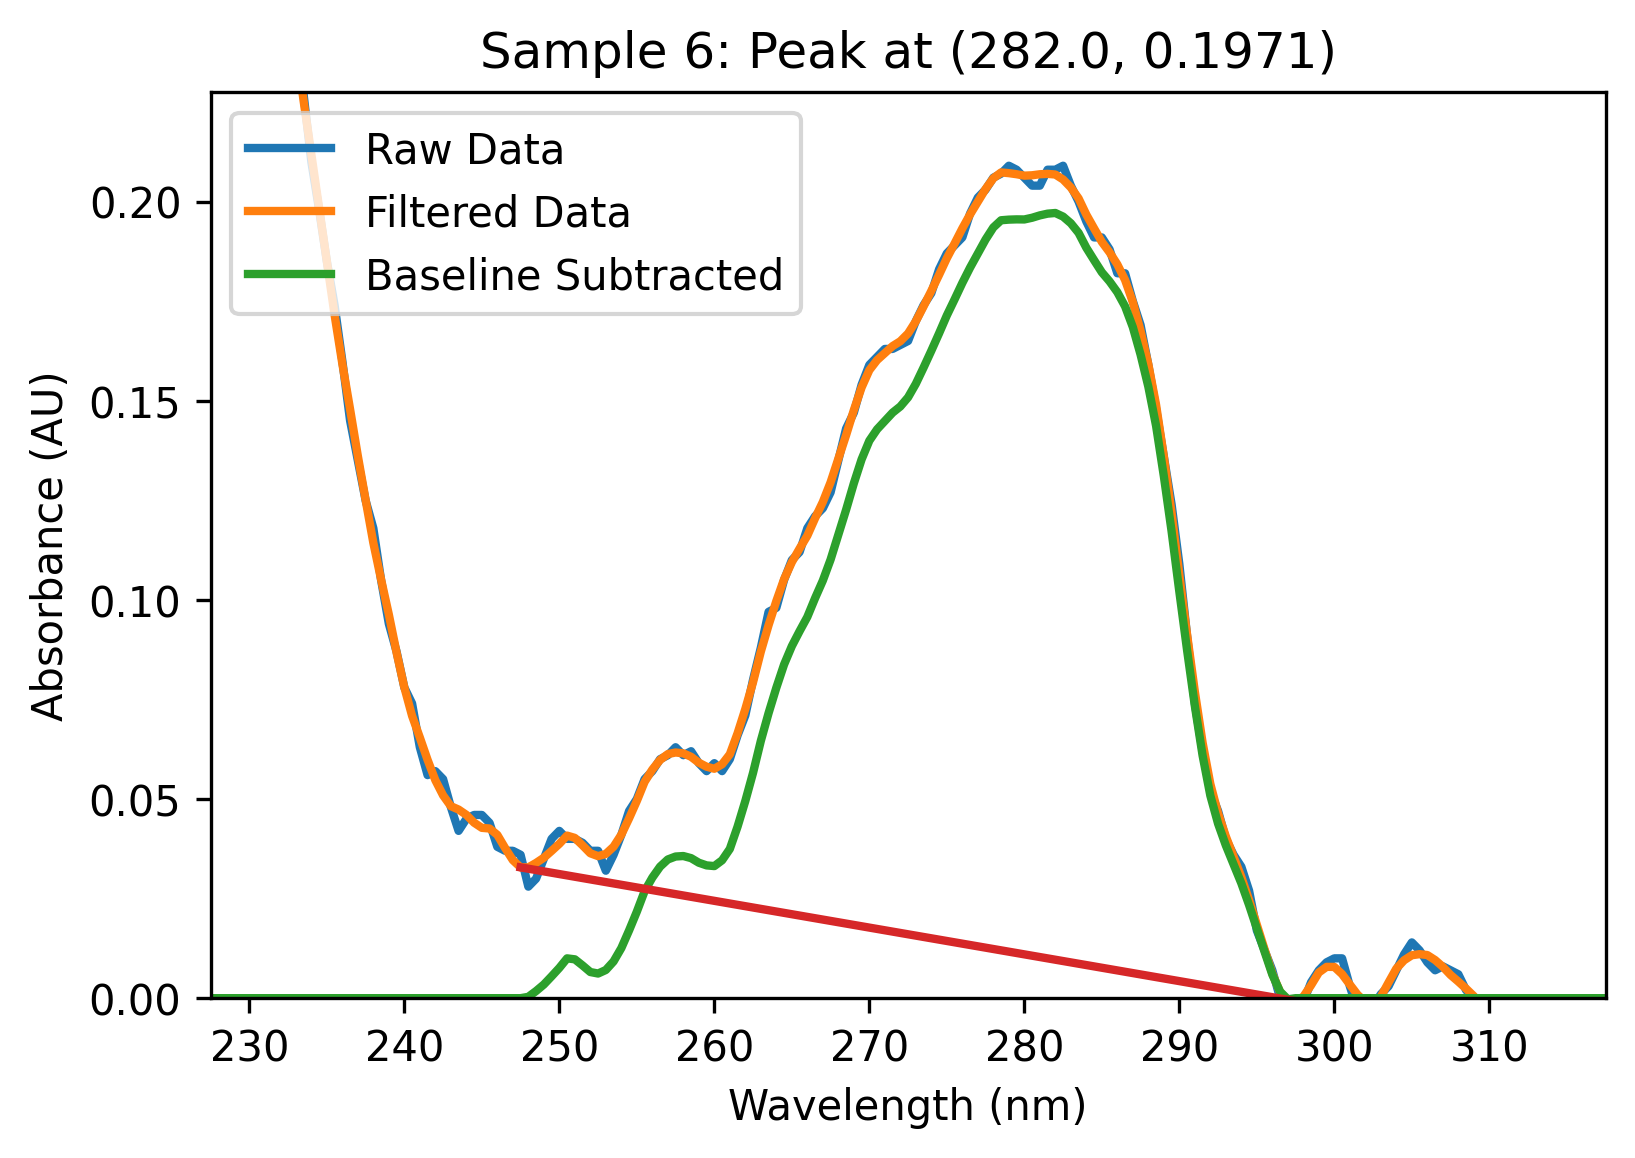 Sample 6: Peak at (282.0, 0.1971)
Raw Data
Filtered Data
Baseline Subtracted
Absorbance (AU)
0.20
0.15
0.10
0.05
0.00
230 240 250 260 270 280 290 300 310
Wavelength (nm)